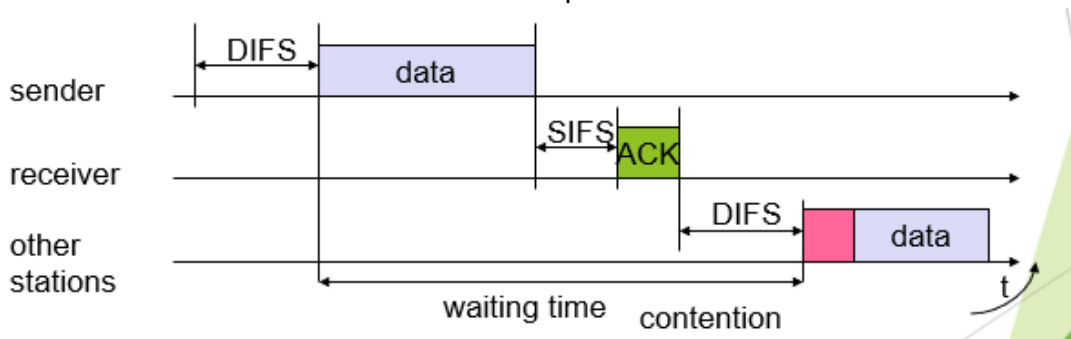 DIFS
data
sender
SIFS
ACK
receiver
DIFS
data
other
stations
t
waiting time
contention